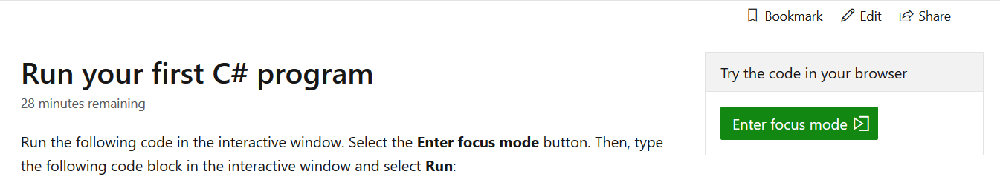 Bookmark Edit Share
Run your first C# program
28 minutes remaining
Run the following code in the interactive window. Select the Enter focus mode button. Then, type
the following code block in the interactive window and select Run:
Try the code in your browser
Enter focus mode